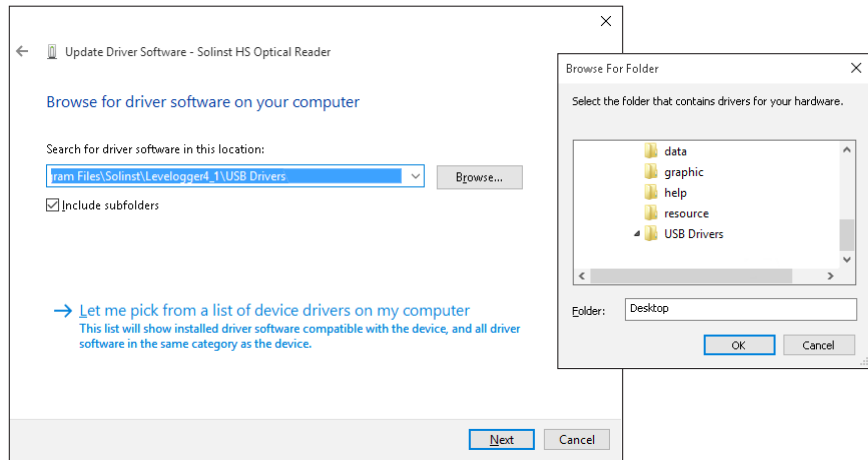 Update Driver Software - Solinst HS Optical Reader
Browse for driver software on your computer
Search for driver software in this location:
ram Files\Solinst\Levelogger4_1\USB Drivers
Browse...
Include subfolders
Let me pick from a list of device drivers on my computer
This list will show installed driver software compatible with the device, and all driver
software in the same category as the device.
Next
Cancel
Browse For Folder
Select the folder that contains drivers for your hardware.
data
graphic
help
resource
USB Drivers
Folder:
Desktop
OK
Cancel